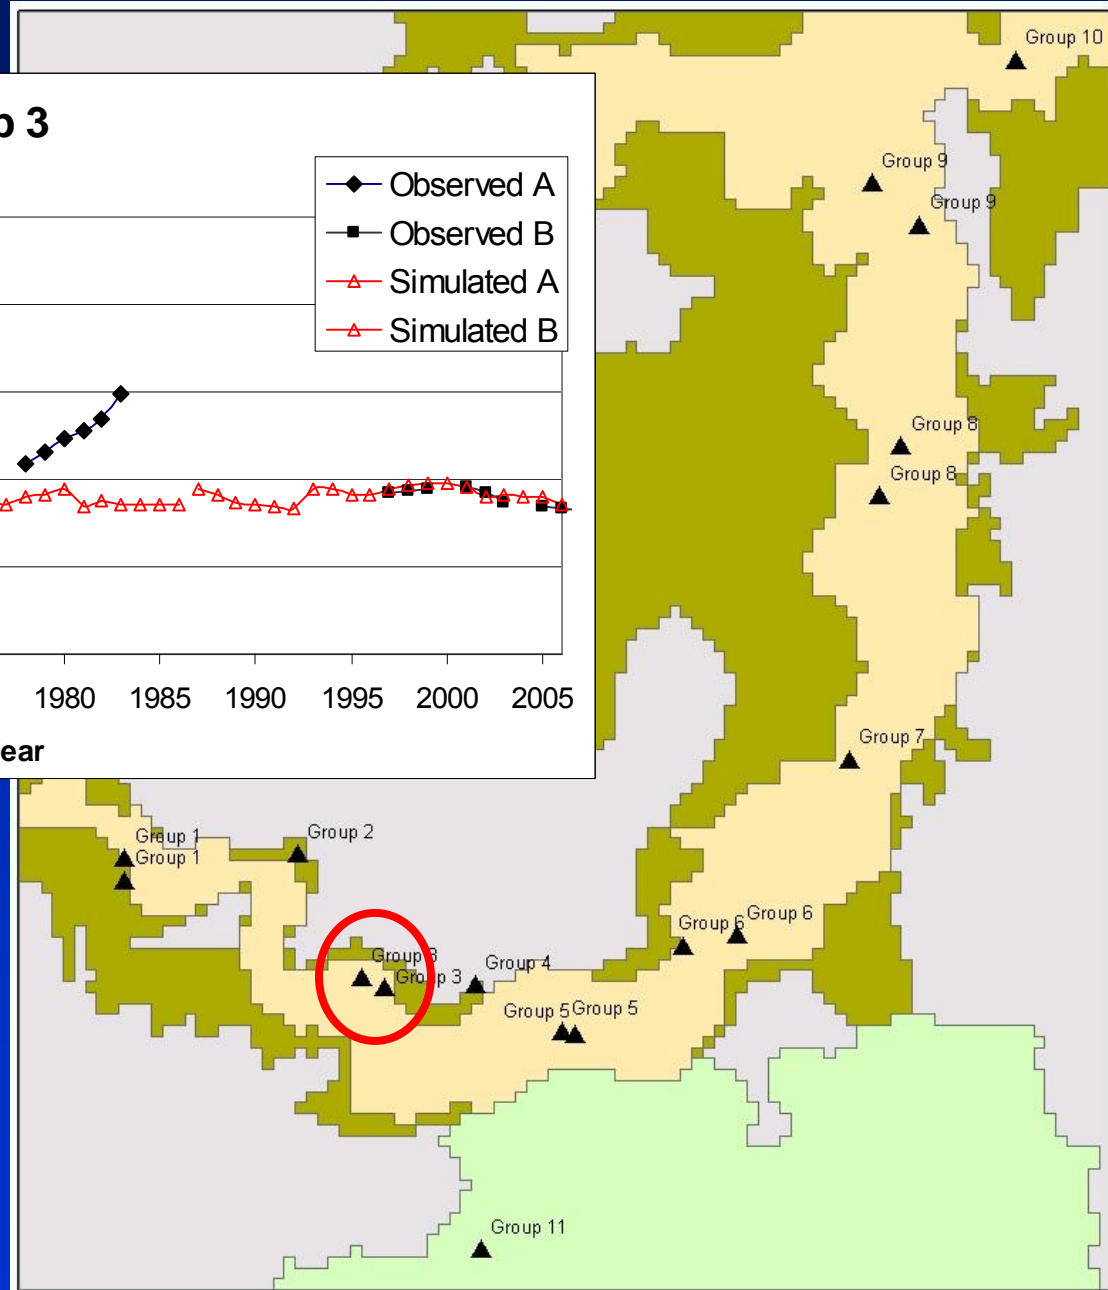 Group 10
p 3
Observed A
Observed B
Simulated A
Simulated B
Group 9
Group 9
Group 8
Group 8
1980 1985 1990 1995 2000 2005
ear
Group 7
Group 1
Group 1
Group 2
Group 6
Group 6
Group 3
Group 3
Group 4
Group 5
Group 5
Group 11